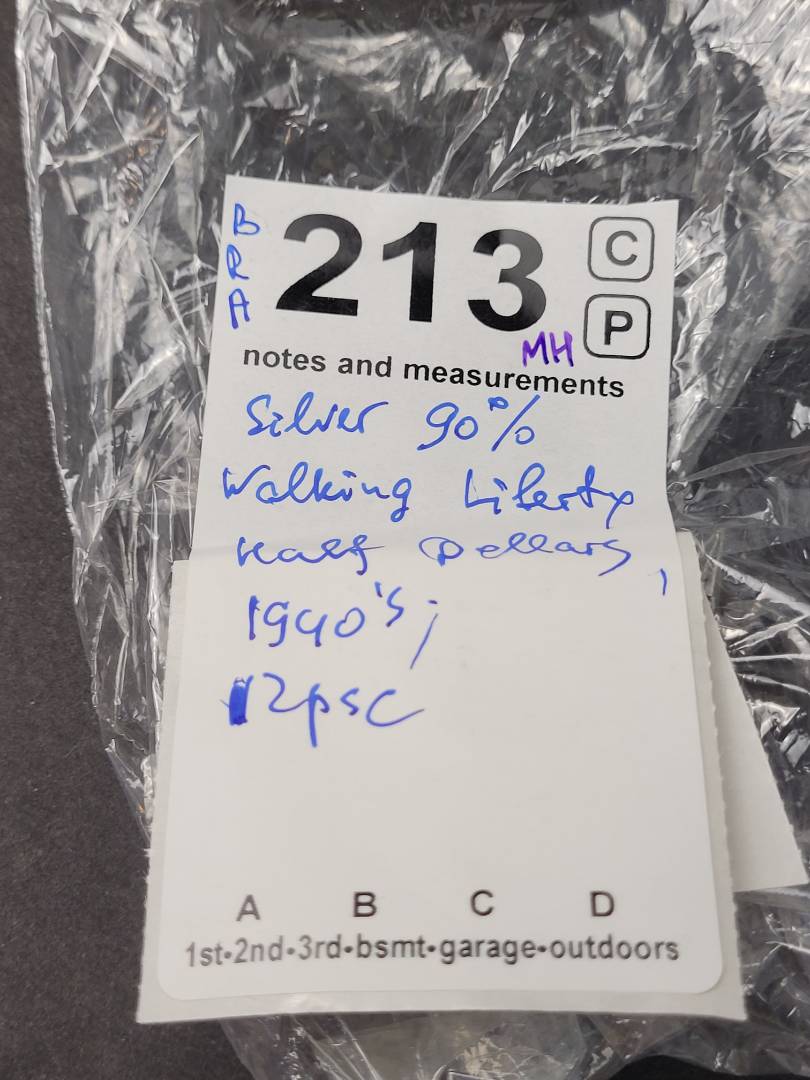 BRA
213
C
P
MH
notes and measurements
Silver 90%
Walking Liberty
Half Dollars,
1940's;
12psc
A B C D
1st•2nd•3rd•bsmt•garage•outdoors